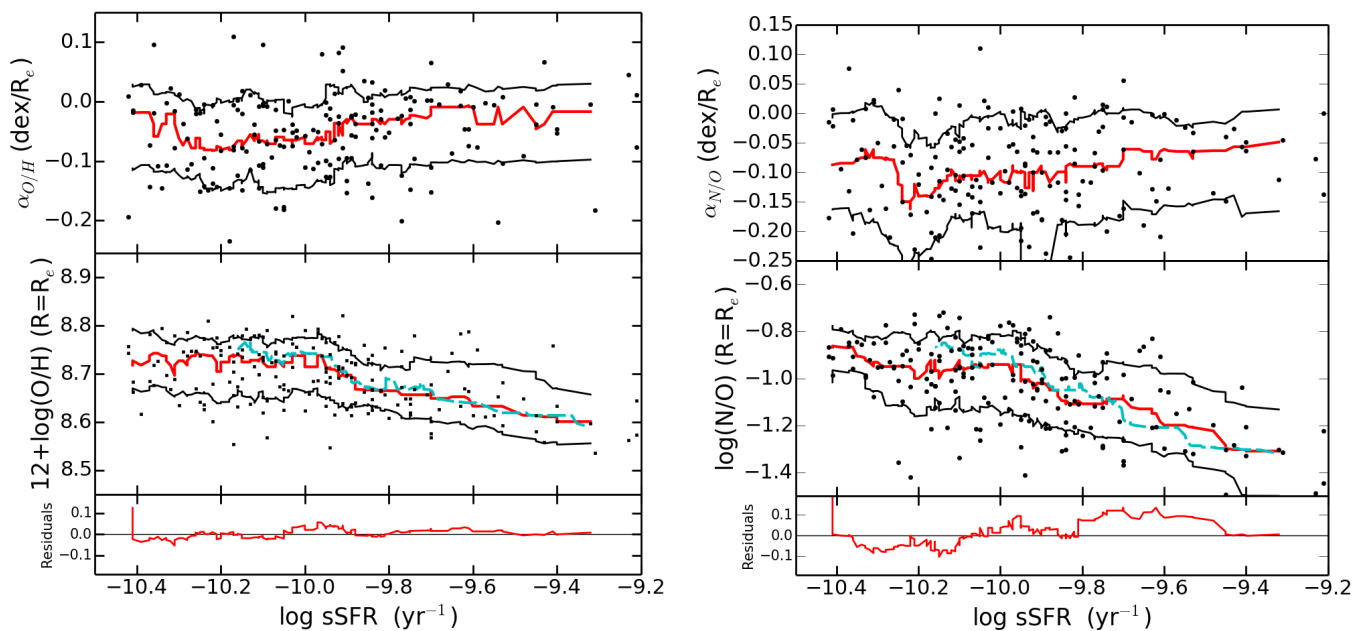 0.1
0.0
−0.1
−0.2
α_{O/H} (dex/R_e)
8.9
8.8
8.7
8.6
8.5
12+log(O/H) (R=R_e)
0.1
0.0
−0.1
Residuals
−10.4 −10.2 −10.0 −9.8 −9.6 −9.4 −9.2
log sSFR (yr⁻¹)
0.15
0.10
0.05
0.00
−0.05
−0.10
−0.15
−0.20
−0.25
α_{N/O} (dex/R_e)
−0.6
−0.8
−1.0
−1.2
−1.4
log(N/O) (R=R_e)
0.1
0.0
−0.1
Residuals
−10.4 −10.2 −10.0 −9.8 −9.6 −9.4 −9.2
log sSFR (yr⁻¹)